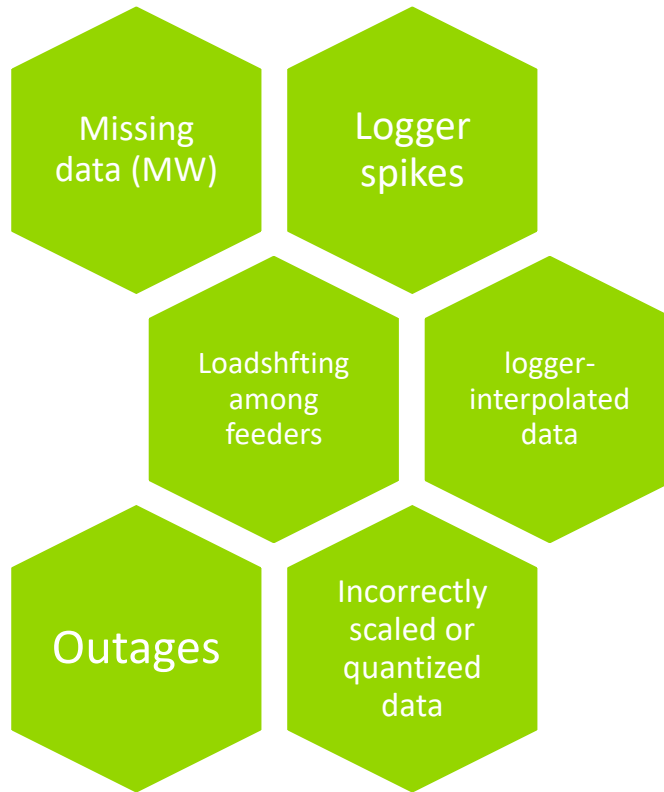 Missing
data (MW)
Logger
spikes
Loadshfting
among
feeders
logger-
interpolated
data
Outages
Incorrectly
scaled or
quantized
data